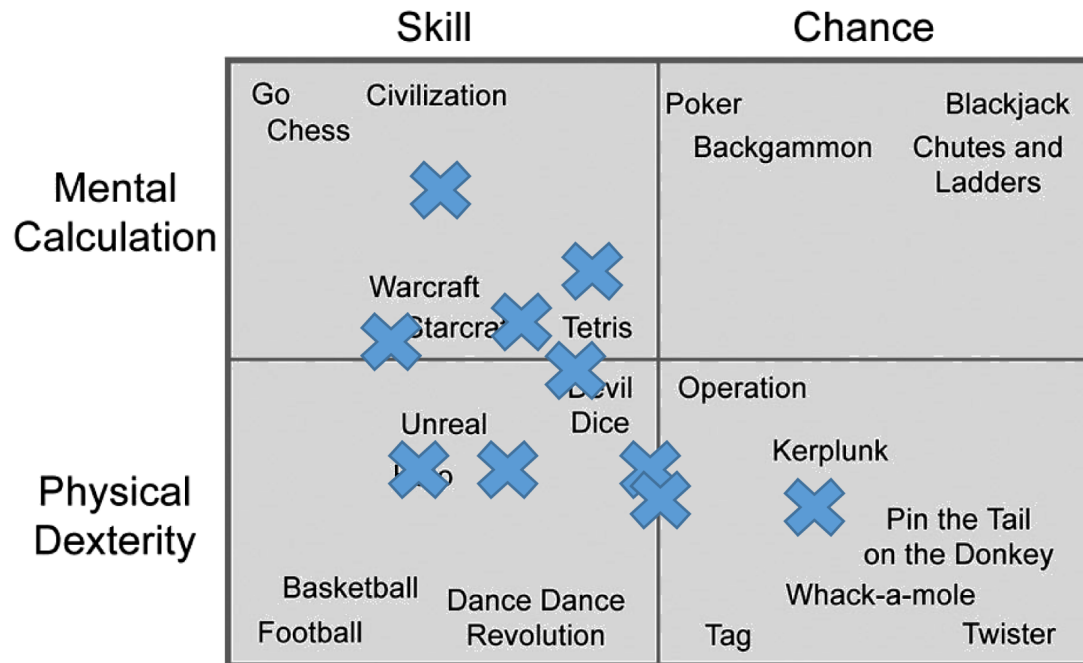 Skill
Chance
Go
Civilization
Chess
Poker
Blackjack
Backgammon
Chutes and
Ladders
Mental
Calculation
Warcraft
Tetris
Operation
Dice
Unreal
Kerplunk
Physical
Dexterity
Pin the Tail
on the Donkey
Basketball
Dance Dance
Revolution
Whack-a-mole
Football
Tag
Twister